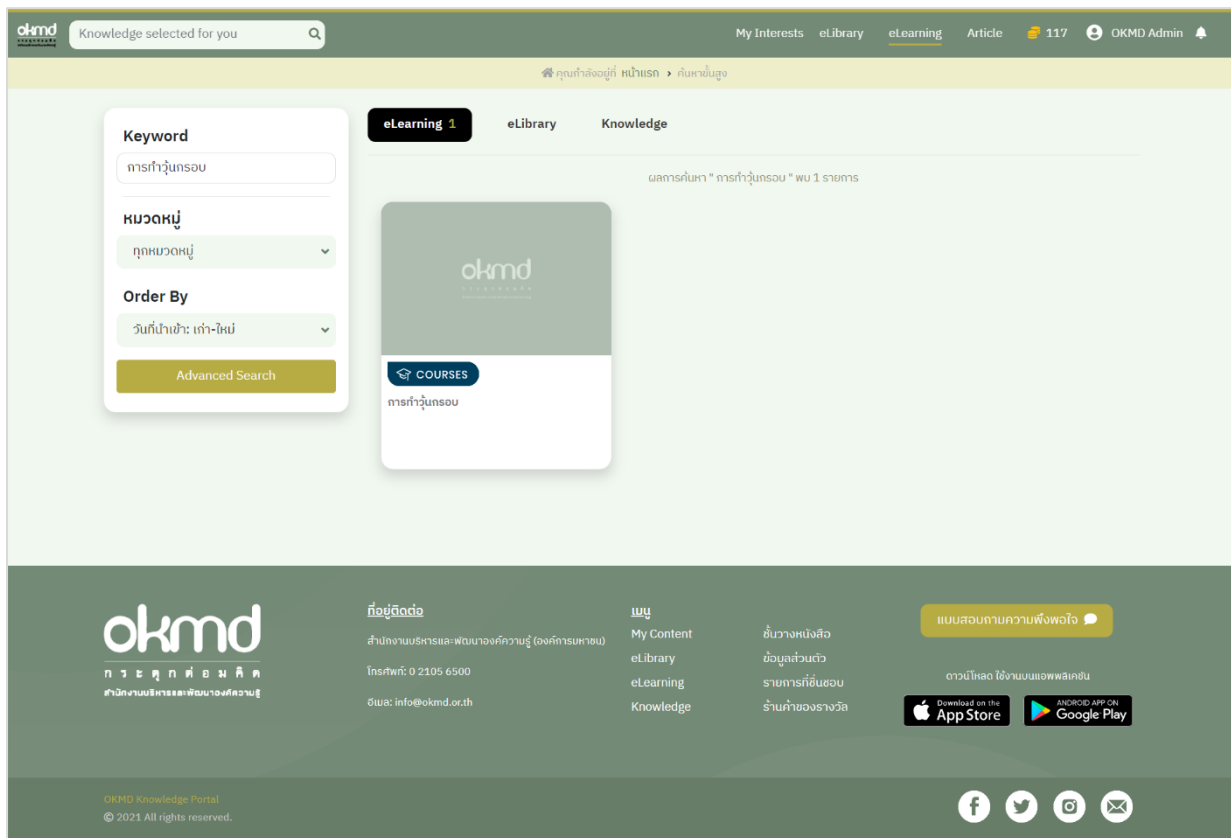 okmd
Knowledge selected for you
My Interests eLibrary eLearning Article 117 OKMD Admin
คุณกำลังอยู่ที่ หน้าแรก › ค้นหาขั้นสูง
Keyword
การทำวุ้นกรอบ
หมวดหมู่
ทุกหมวดหมู่
Order By
วันที่นำเข้า: เก่า-ใหม่
Advanced Search
eLearning 1 eLibrary Knowledge
ผลการค้นหา " การทำวุ้นกรอบ " พบ 1 รายการ
okmd
COURSES
การทำวุ้นกรอบ
okmd
กระตุกต่อมคิด
สำนักงานบริหารและพัฒนาองค์ความรู้
ที่อยู่ติดต่อ
สำนักงานบริหารและพัฒนาองค์ความรู้ (องค์การมหาชน)
โทรศัพท์: 0 2105 6500
อีเมล: info@okmd.or.th
เมนู
My Content
eLibrary
eLearning
Knowledge
ชั้นวางหนังสือ
ข้อมูลส่วนตัว
รายการที่ชื่นชอบ
ร้านค้าของรางวัล
แบบสอบถามความพึงพอใจ
ดาวน์โหลด ใช้งานบนแอพพลิเคชัน
Download on the
App Store
ANDROID APP ON
Google Play
OKMD Knowledge Portal
© 2021 All rights reserved.